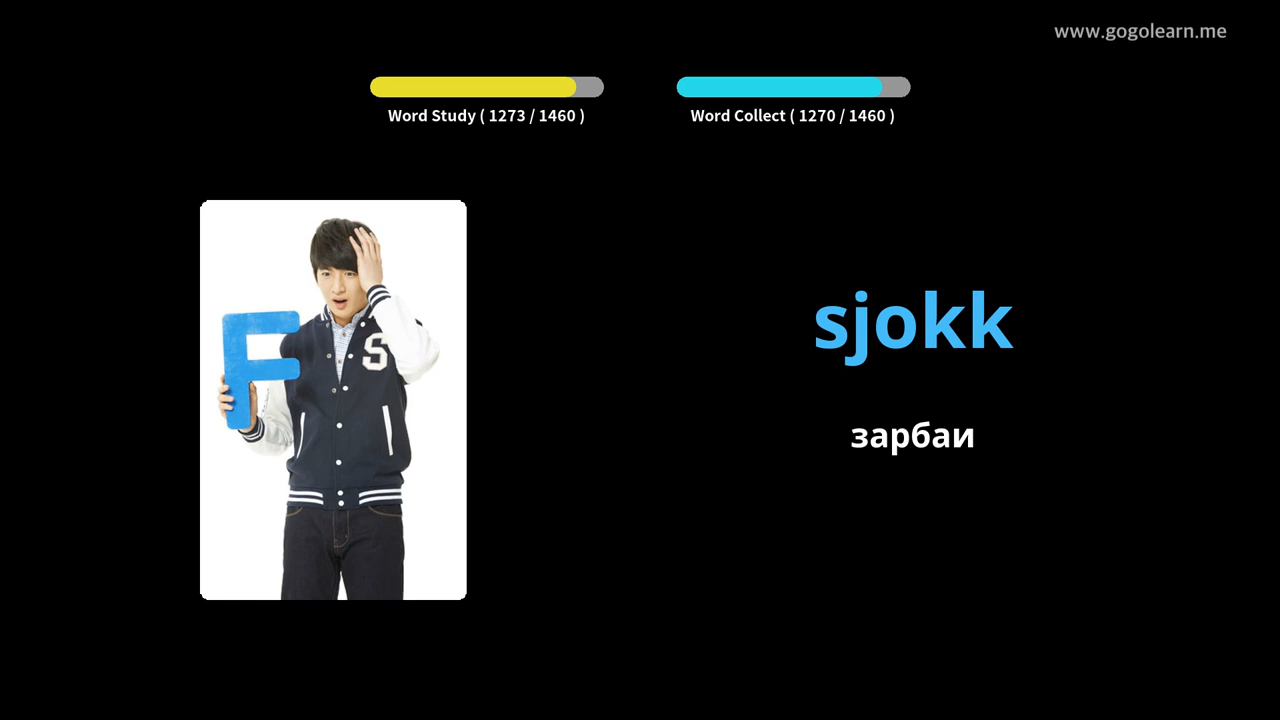 www.gogolearn.me
Word Study ( 1273 / 1460 )
Word Collect ( 1270 / 1460 )
F
S
sjokk
зарбаи